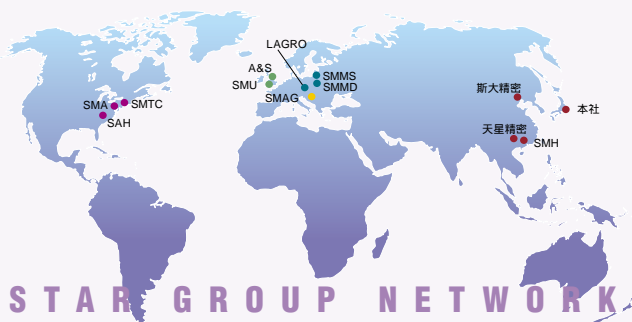 LAGRO
A&S
SMMS
SMU
SMMD
SMAG
SMA
SMTC
SAH
斯大精密
本社
天星精密
SMH
STAR GROUP NETWORK